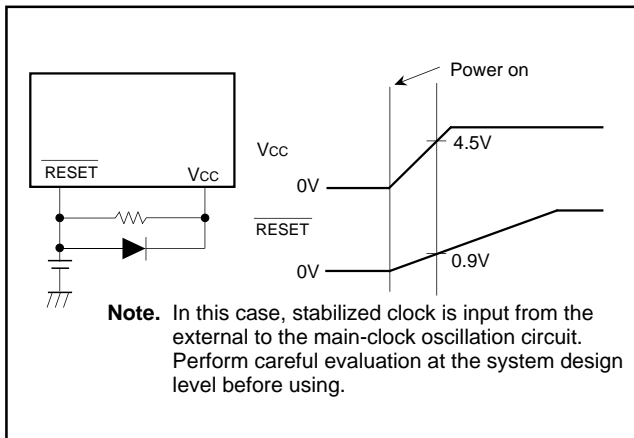 Power on
RESET
Vcc
Vcc
4.5V
0V
RESET
0V
0.9V
Note. In this case, stabilized clock is input from the
external to the main-clock oscillation circuit.
Perform careful evaluation at the system design
level before using.